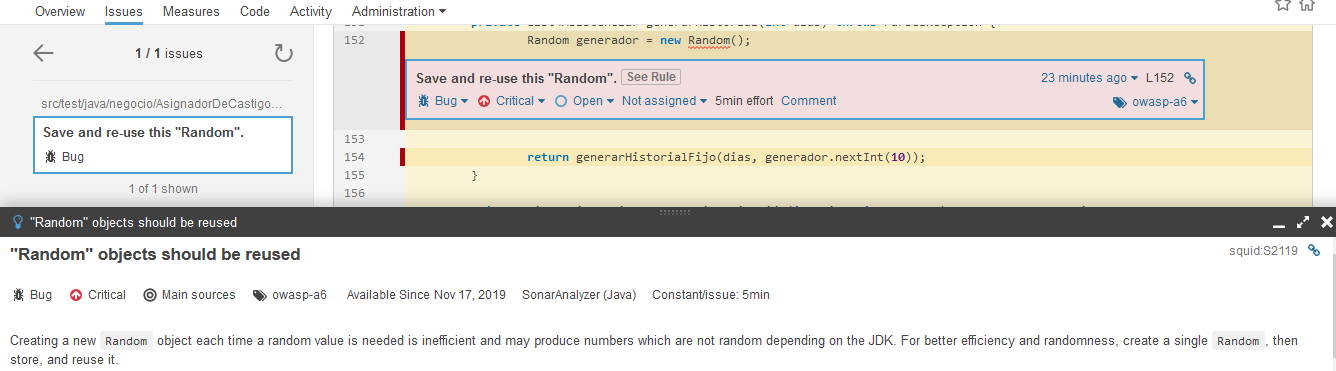 Overview Issues Measures Code Activity Administration
1 / 1 issues
src/test/java/negocio/AsignadorDeCastigo…
Save and re-use this "Random".
Bug
1 of 1 shown
152 Random generador = new Random();
Save and re-use this "Random". See Rule 23 minutes ago L152
Bug Critical Open Not assigned 5min effort Comment owasp-a6
153
154 return generarHistorialFijo(dias, generador.nextInt(10));
155 }
156
"Random" objects should be reused
"Random" objects should be reused squid:S2119
Bug Critical Main sources owasp-a6 Available Since Nov 17, 2019 SonarAnalyzer (Java) Constant/issue: 5min
Creating a new Random object each time a random value is needed is inefficient and may produce numbers which are not random depending on the JDK. For better efficiency and randomness, create a single Random, then
store, and reuse it.